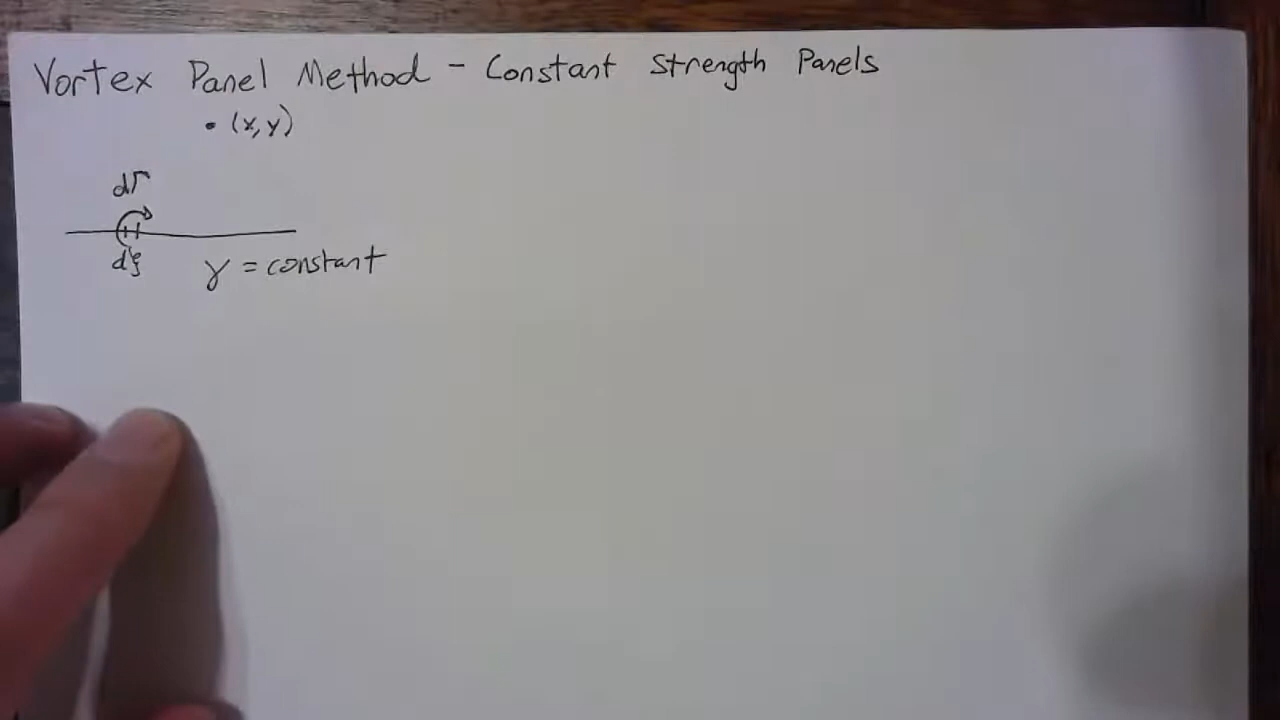 Vortex Panel Method - Constant Strength Panels
(x,y)
dΓ
dξ
γ = constant